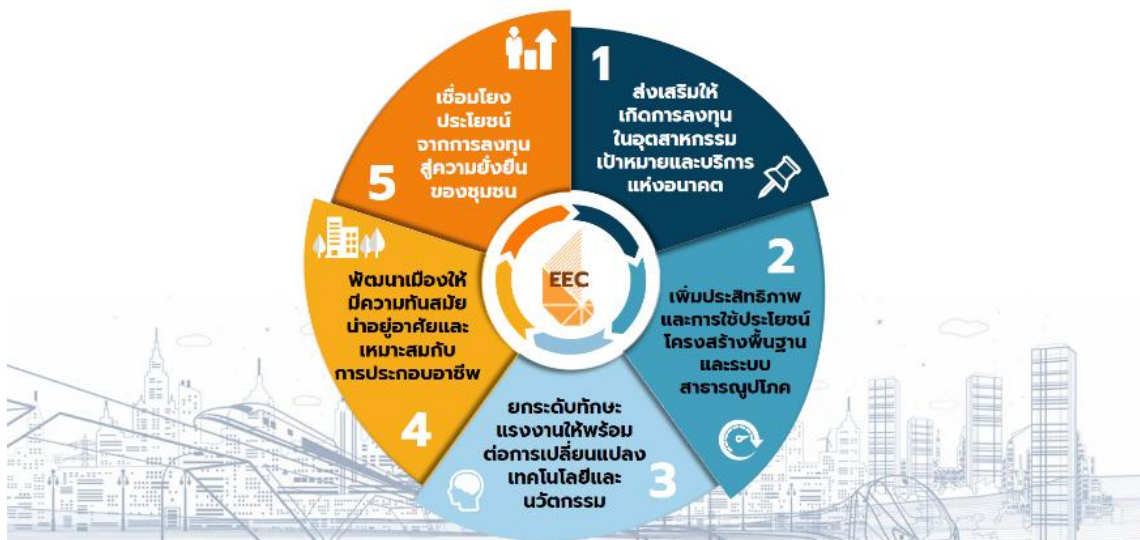 1
ส่งเสริมให้
เกิดการลงทุน
ในอุตสาหกรรม
เป้าหมายและบริการ
แห่งอนาคต
2
เพิ่มประสิทธิภาพ
และการใช้ประโยชน์
โครงสร้างพื้นฐาน
และระบบ
สาธารณูปโภค
ยกระดับทักษะ
แรงงานให้พร้อม
ต่อการเปลี่ยนแปลง
เทคโนโลยีและ
นวัตกรรม
3
พัฒนาเมืองให้
มีความทันสมัย
น่าอยู่อาศัยและ
เหมาะสมกับ
การประกอบอาชีพ
4
เชื่อมโยง
ประโยชน์
จากการลงทุน
สู่ความยั่งยืน
ของชุมชน
5
EEC